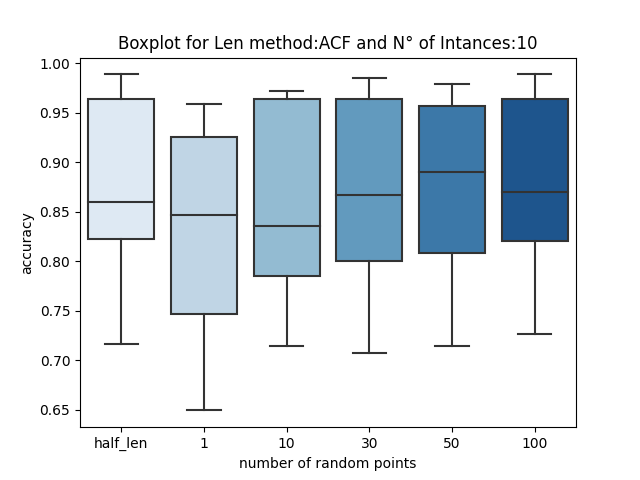 Boxplot for Len method:ACF and N° of Intances:10
1.00
0.95
0.90
0.85
0.80
0.75
0.70
0.65
accuracy
half_len 1 10 30 50 100
number of random points